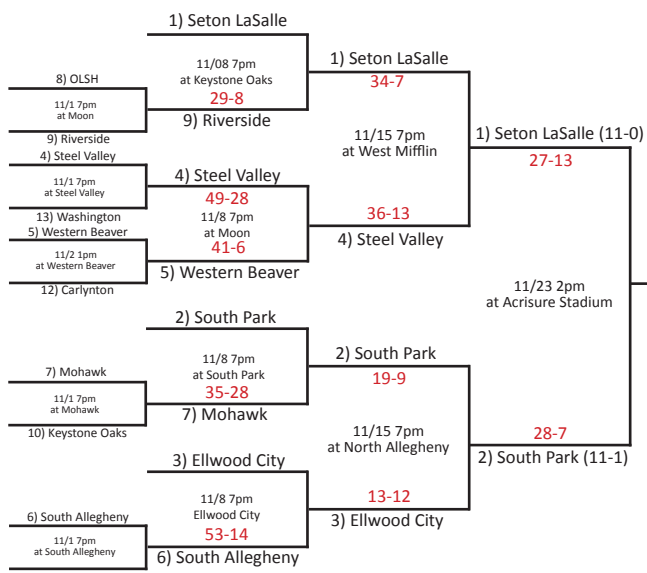 1) Seton LaSalle
11/08 7pm
at Keystone Oaks
29-8
9) Riverside
8) OLSH
11/1 7pm
at Moon
9) Riverside
4) Steel Valley
11/1 7pm
at Steel Valley
13) Washington
4) Steel Valley
49-28
11/8 7pm
at Moon
41-6
5) Western Beaver
5) Western Beaver
11/2 1pm
at Western Beaver
12) Carlynton
1) Seton LaSalle
34-7
11/15 7pm
at West Mifflin
36-13
4) Steel Valley
1) Seton LaSalle (11-0)
27-13
11/23 2pm
at Acrisure Stadium
28-7
2) South Park (11-1)
2) South Park
11/8 7pm
at South Park
35-28
7) Mohawk
7) Mohawk
11/1 7pm
at Mohawk
10) Keystone Oaks
2) South Park
19-9
11/15 7pm
at North Allegheny
13-12
3) Ellwood City
3) Ellwood City
11/8 7pm
Ellwood City
53-14
6) South Allegheny
6) South Allegheny
11/1 7pm
at South Allegheny